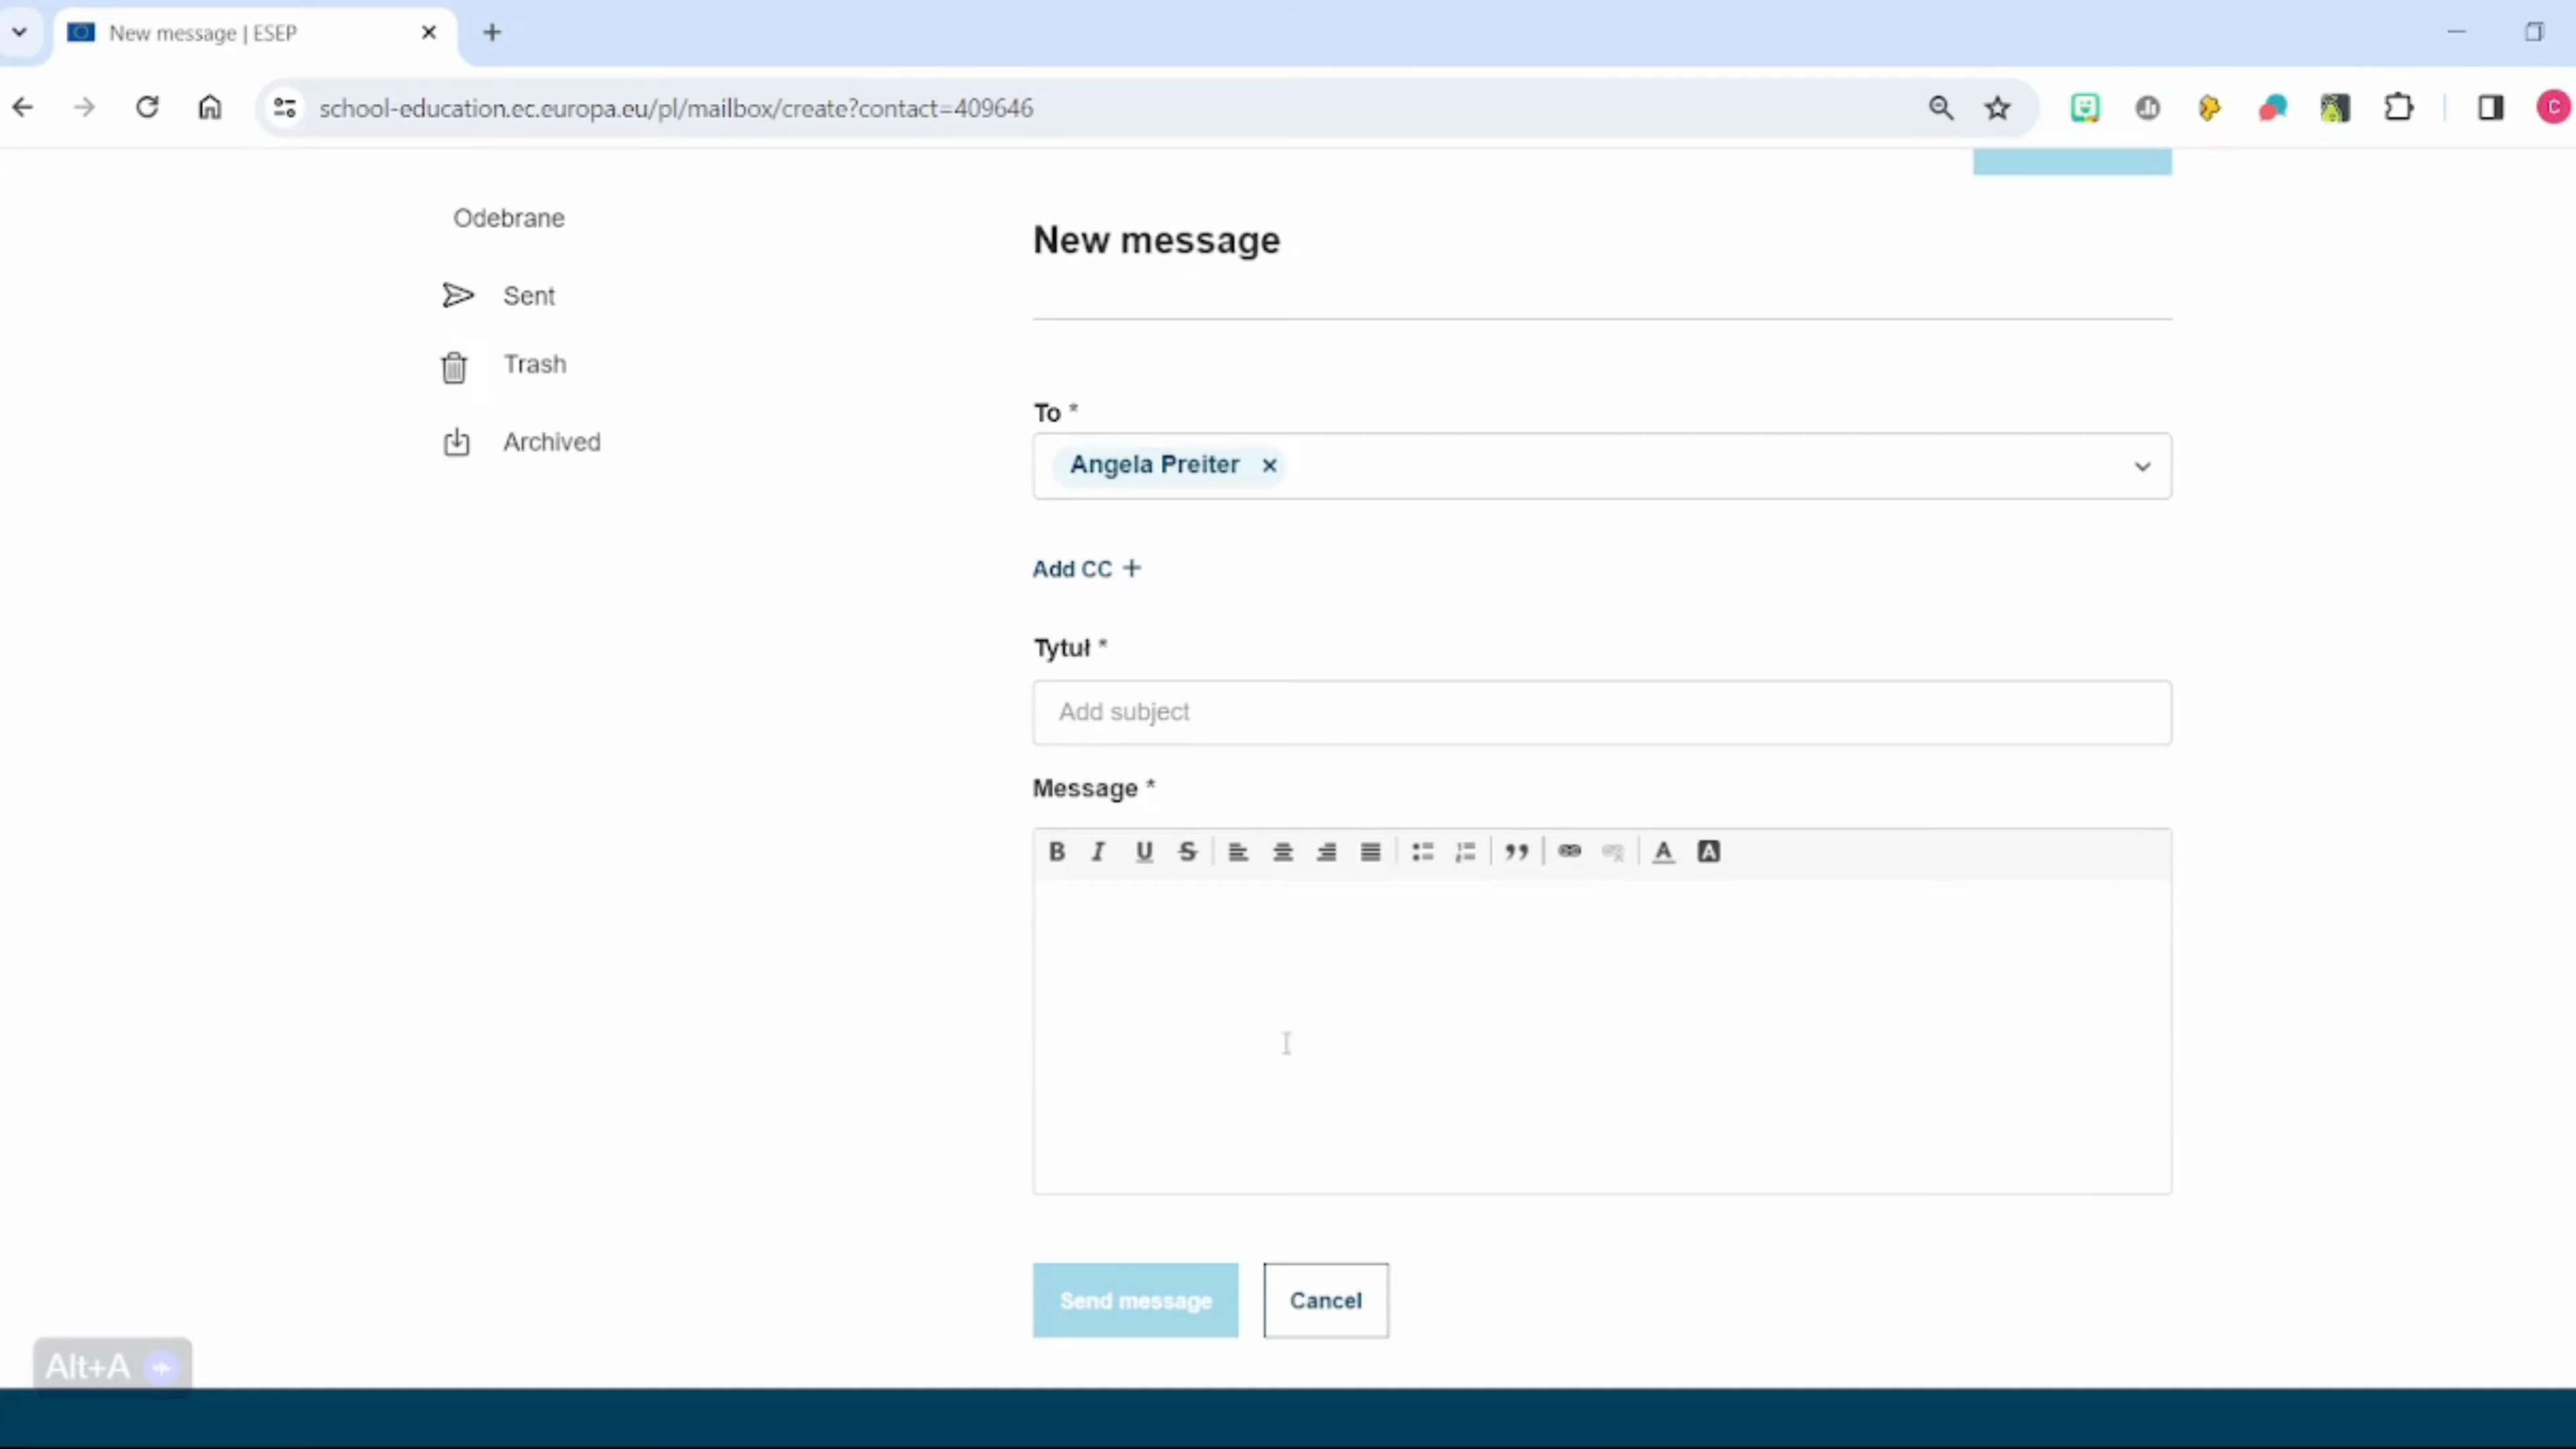 New message | ESEP
school-education.ec.europa.eu/pl/mailbox/create?contact=409646
C
Odebrane
Sent
Trash
Archived
New message
To *
Angela Preiter
Add CC +
Tytuł *
Add subject
Message *
B I U S A A
Send message
Cancel
Alt+A